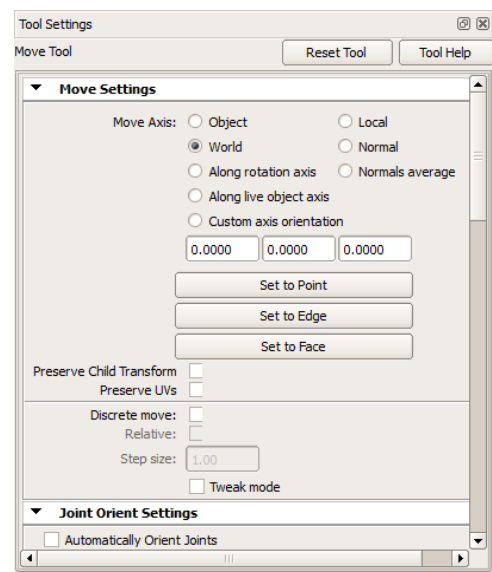 Tool Settings
Move Tool Reset Tool Tool Help
Move Settings
Move Axis: Object Local
World Normal
Along rotation axis Normals average
Along live object axis
Custom axis orientation
0.0000 0.0000 0.0000
Set to Point
Set to Edge
Set to Face
Preserve Child Transform
Preserve UVs
Discrete move:
Relative:
Step size: 1.00
Tweak mode
Joint Orient Settings
Automatically Orient Joints